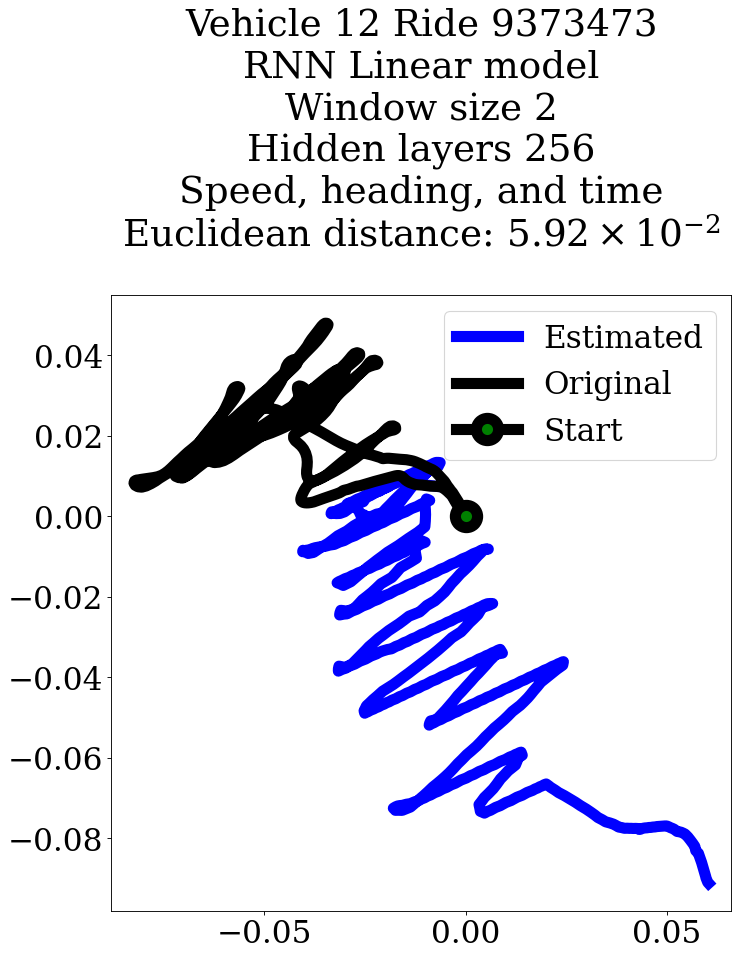 Vehicle 12 Ride 9373473
RNN Linear model
Window size 2
Hidden layers 256
Speed, heading, and time
Euclidean distance: 5.92 × 10⁻²
Estimated
Original
Start
0.04
0.02
0.00
−0.02
−0.04
−0.06
−0.08
−0.05
0.00
0.05